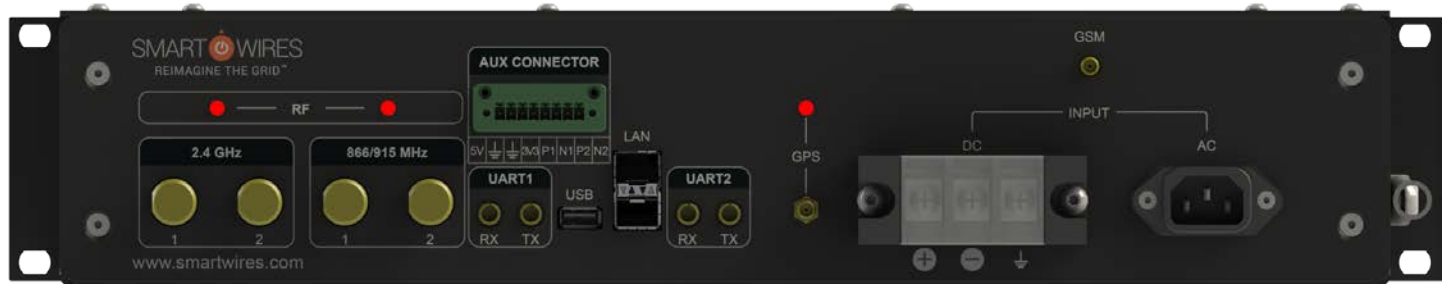 SMART WIRES
REIMAGINE THE GRID™
RF
2.4 GHz
1
2
866/915 MHz
1
2
AUX CONNECTOR
5V 3V3 P1 N1 P2 N2
UART1
RX TX
USB
LAN
UART2
RX TX
GPS
GSM
INPUT
DC
AC
www.smartwires.com